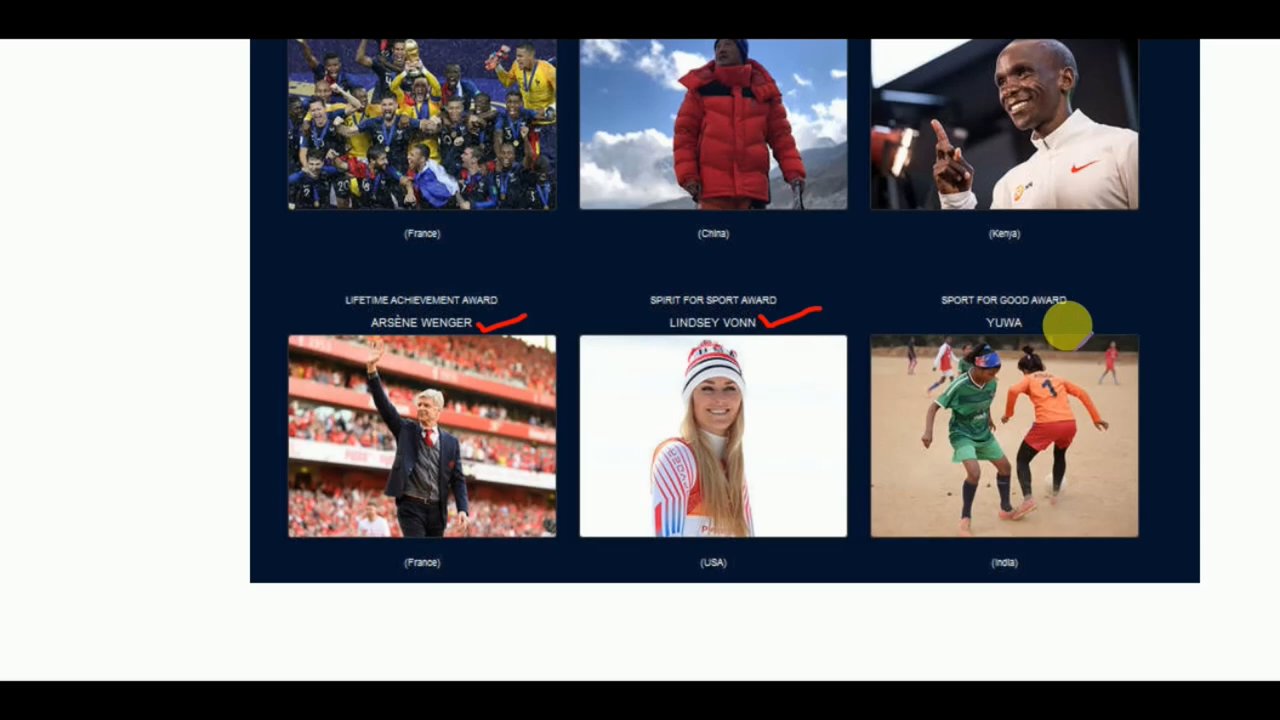 (France)
(China)
(Kenya)
LIFETIME ACHIEVEMENT AWARD
ARSÈNE WENGER
SPIRIT FOR SPORT AWARD
LINDSEY VONN
SPORT FOR GOOD AWARD
YUWA
1
(France)
(USA)
(India)